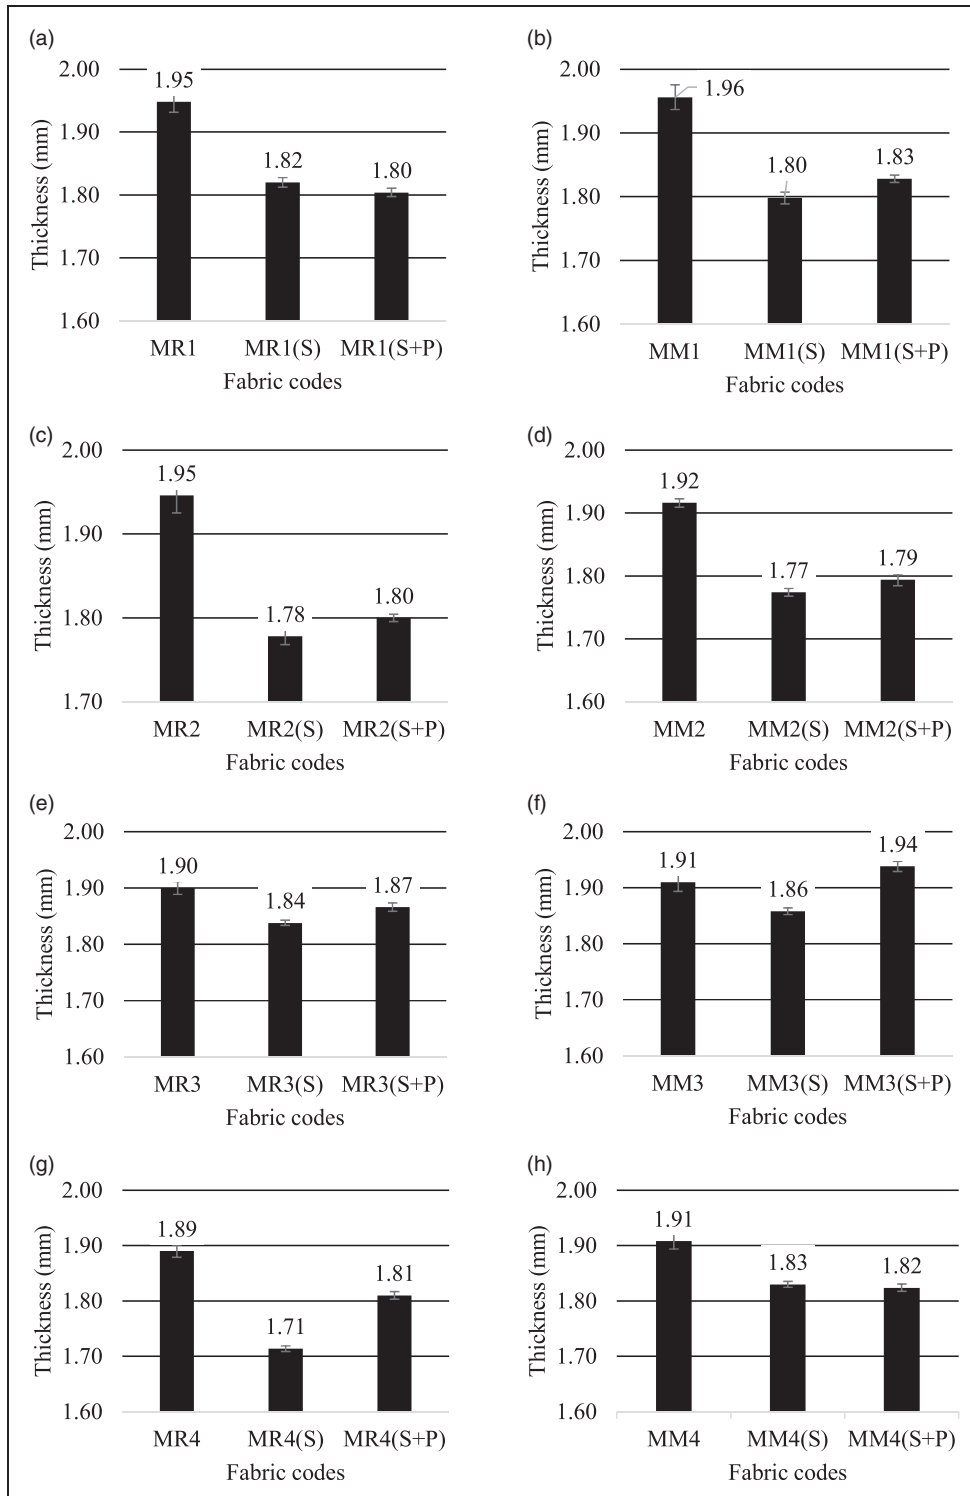 (a)
2.00
1.90
1.80
1.70
1.60
Thickness (mm)
1.95
1.82
1.80
MR1 MR1(S) MR1(S+P)
Fabric codes
(b)
2.00
1.90
1.80
1.70
1.60
Thickness (mm)
1.96
1.80
1.83
MM1 MM1(S) MM1(S+P)
Fabric codes
(c)
2.00
1.90
1.80
1.70
Thickness (mm)
1.95
1.78
1.80
MR2 MR2(S) MR2(S+P)
Fabric codes
(d)
2.00
1.90
1.80
1.70
1.60
Thickness (mm)
1.92
1.77
1.79
MM2 MM2(S) MM2(S+P)
Fabric codes
(e)
2.00
1.90
1.80
1.70
1.60
Thickness (mm)
1.90
1.84
1.87
MR3 MR3(S) MR3(S+P)
Fabric codes
(f)
2.00
1.90
1.80
1.70
1.60
Thickness (mm)
1.91
1.86
1.94
MM3 MM3(S) MM3(S+P)
Fabric codes
(g)
2.00
1.90
1.80
1.70
1.60
Thickness (mm)
1.89
1.71
1.81
MR4 MR4(S) MR4(S+P)
Fabric codes
(h)
2.00
1.90
1.80
1.70
1.60
Thickness (mm)
1.91
1.83
1.82
MM4 MM4(S) MM4(S+P)
Fabric codes